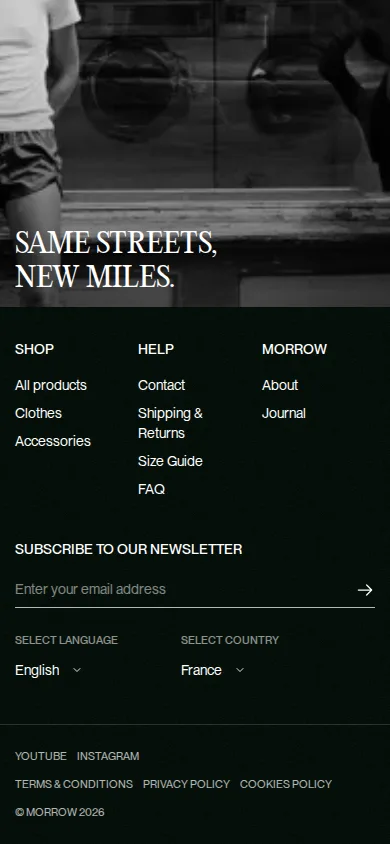 SAME STREETS,
NEW MILES.
SHOP
All products
Clothes
Accessories
HELP
Contact
Shipping &
Returns
Size Guide
FAQ
MORROW
About
Journal
SUBSCRIBE TO OUR NEWSLETTER
Enter your email address
SELECT LANGUAGE
English
SELECT COUNTRY
France
YOUTUBE INSTAGRAM
TERMS & CONDITIONS PRIVACY POLICY COOKIES POLICY
© MORROW 2026